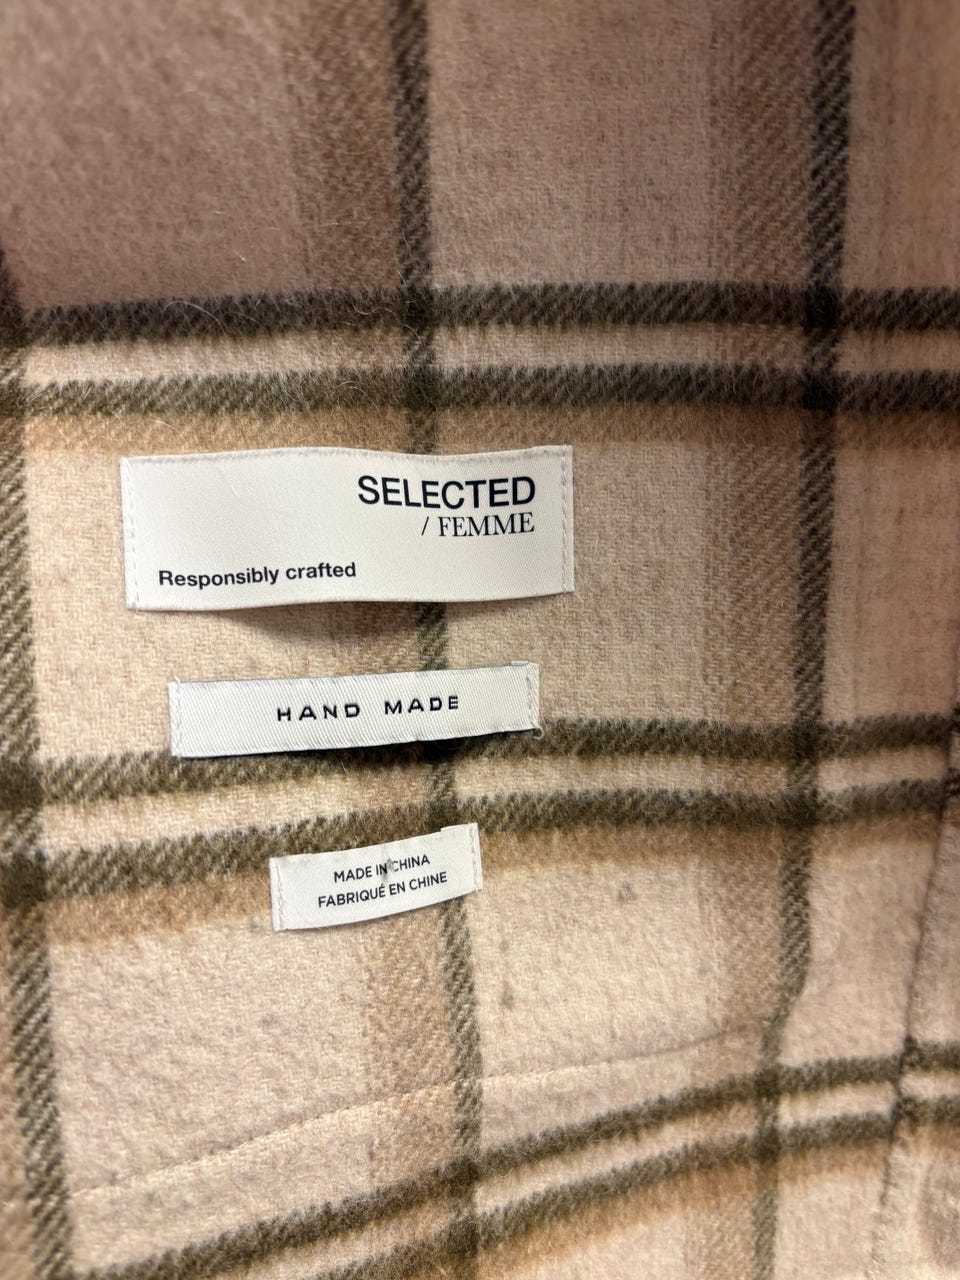 SELECTED
/ FEMME
Responsibly crafted
HAND MADE
MADE IN CHINA
FABRIQUÉ EN CHINE